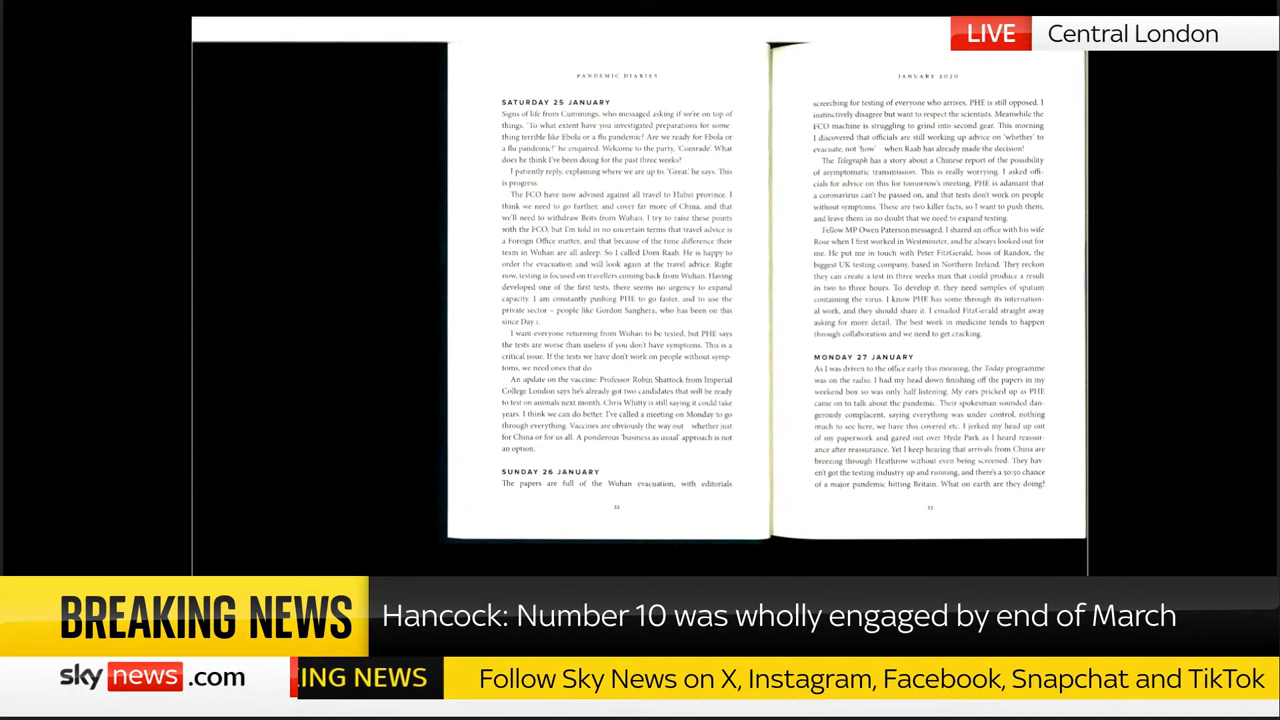 LIVE Central London
PANDEMIC DIARIES
SATURDAY 25 JANUARY
Signs of life from Cummings, who messaged asking if we're on top of
things. 'To what extent have you investigated preparations for some-
thing terrible like Ebola or a flu pandemic? Are we ready for Ebola or
a flu pandemic?' he enquired. Welcome to the party, 'Comrade'. What
does he think I've been doing for the past three weeks?
I patiently reply, explaining where we are up to. 'Great,' he says. This
is progress.
The FCO have now advised against all travel to Hubei province. I
think we need to go further, and cover far more of China, and that
we'll need to withdraw Brits from Wuhan. I try to raise these points
with the FCO, but I'm told in no uncertain terms that travel advice is
a Foreign Office matter, and that because of the time difference their
team in Wuhan are all asleep. So I called Dom Raab. He is happy to
order the evacuation and will look again at the travel advice. Right
now, testing is focused on travellers coming back from Wuhan. Having
developed one of the first tests, there seems no urgency to expand
capacity. I am constantly pushing PHE to go faster, and to use the
private sector – people like Gordon Sanghera, who has been on this
since Day 1.
I want everyone returning from Wuhan to be tested, but PHE says
the tests are worse than useless if you don't have symptoms. This is a
critical issue. If the tests we have don't work on people without symp-
toms, we need ones that do.
An update on the vaccine: Professor Robin Shattock from Imperial
College London says he's already got two candidates that will be ready
to test on animals next month. Chris Whitty is still saying it could take
years. I think we can do better. I've called a meeting on Monday to go
through everything. Vaccines are obviously the way out – whether just
for China or for us all. A ponderous 'business as usual' approach is not
an option.
SUNDAY 26 JANUARY
The papers are full of the Wuhan evacuation, with editorials
22
JANUARY 2020
screeching for testing of everyone who arrives. PHE is still opposed. I
instinctively disagree but want to respect the scientists. Meanwhile the
FCO machine is struggling to grind into second gear. This morning
I discovered that officials are still working up advice on 'whether' to
evacuate, not 'how' – when Raab has already made the decision!
The Telegraph has a story about a Chinese report of the possibility
of asymptomatic transmission. This is really worrying. I asked offi-
cials for advice on this for tomorrow's meeting. PHE is adamant that
a coronavirus can't be passed on, and that tests don't work on people
without symptoms. These are two killer facts, so I want to push them,
and leave them in no doubt that we need to expand testing.
Fellow MP Owen Paterson messaged. I shared an office with his wife
Rose when I first worked in Westminster, and he always looked out for
me. He put me in touch with Peter FitzGerald, boss of Randox, the
biggest UK testing company, based in Northern Ireland. They reckon
they can create a test in three weeks max that could produce a result
in two to three hours. To develop it, they need samples of sputum
containing the virus. I know PHE has some through its internation-
al work, and they should share it. I emailed FitzGerald straight away
asking for more detail. The best work in medicine tends to happen
through collaboration and we need to get cracking.
MONDAY 27 JANUARY
As I was driven to the office early this morning, the Today programme
was on the radio. I had my head down finishing off the papers in my
weekend box so was only half listening. My ears pricked up as PHE
came on to talk about the pandemic. Their spokesman sounded dan-
gerously complacent, saying everything was under control, nothing
much to see here, we have this covered etc. I jerked my head up out
of my paperwork and gazed out over Hyde Park as I heard reassur-
ance after reassurance. Yet I keep hearing that arrivals from China are
breezing through Heathrow without even being screened. They hav-
en't got the testing industry up and running, and there's a 50:50 chance
of a major pandemic hitting Britain. What on earth are they doing?
23
BREAKING NEWS Hancock: Number 10 was wholly engaged by end of March
sky news .com ING NEWS Follow Sky News on X, Instagram, Facebook, Snapchat and TikTok